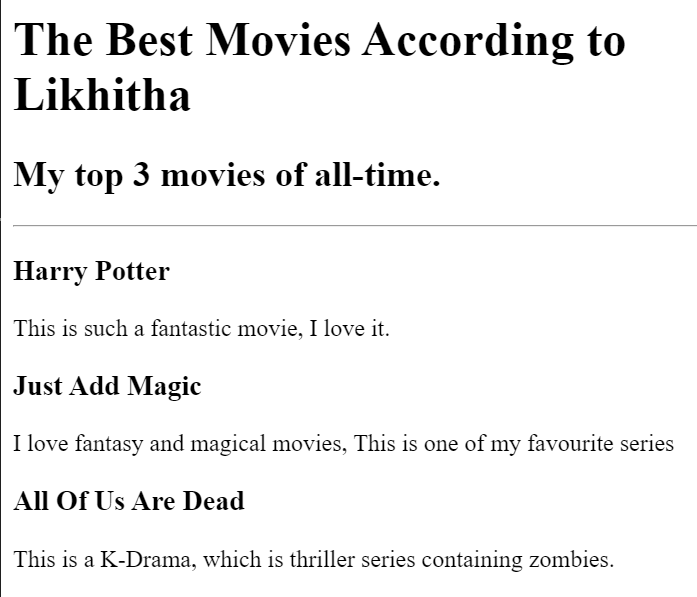 The Best Movies According to
Likhitha
My top 3 movies of all-time.
Harry Potter
This is such a fantastic movie, I love it.
Just Add Magic
I love fantasy and magical movies, This is one of my favourite series
All Of Us Are Dead
This is a K-Drama, which is thriller series containing zombies.